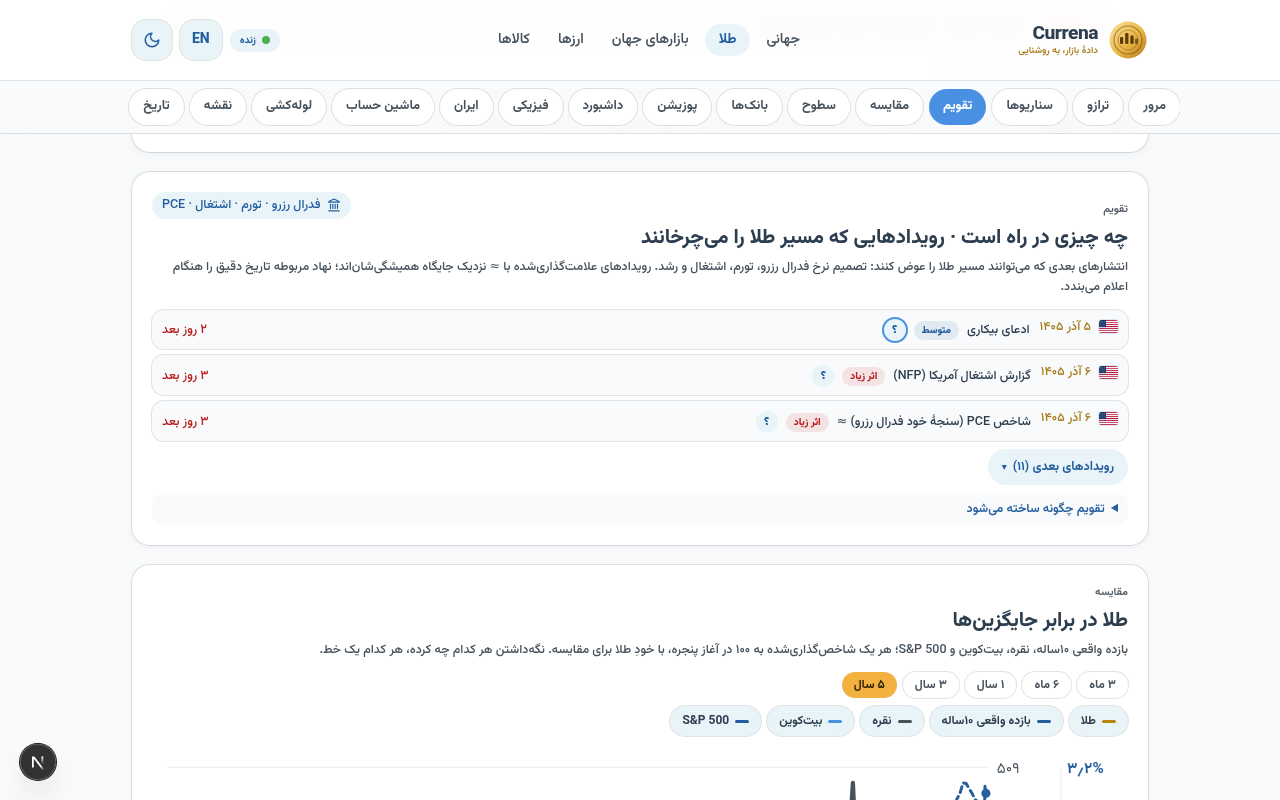 Currena
دادهٔ بازار، به روشنایی
جهانی
طلا
بازارهای جهان
ارزها
کالاها
زنده
EN
مرور
ترازو
سناریوها
تقویم
مقایسه
سطوح
بانک‌ها
پوزیشن
داشبورد
فیزیکی
ایران
ماشین حساب
لوله‌کشی
نقشه
تاریخ
تقویم
فدرال رزرو · تورم · اشتغال · PCE
چه چیزی در راه است · رویدادهایی که مسیر طلا را می‌چرخانند
انتشارهای بعدی که می‌توانند مسیر طلا را عوض کنند: تصمیم نرخ فدرال رزرو، تورم، اشتغال و رشد. رویدادهای علامت‌گذاری‌شده با ≈ نزدیک جایگاه همیشگی‌شان‌اند؛ نهاد مربوطه تاریخ دقیق را هنگام
اعلام می‌بندد.
۵ آذر ۱۴۰۵ ادعای بیکاری متوسط ؟ ۲ روز بعد
۶ آذر ۱۴۰۵ گزارش اشتغال آمریکا (NFP) اثر زیاد ؟ ۳ روز بعد
۶ آذر ۱۴۰۵ شاخص PCE (سنجهٔ خود فدرال رزرو) ≈ اثر زیاد ؟ ۳ روز بعد
رویدادهای بعدی (۱۱) ▾
تقویم چگونه ساخته می‌شود
مقایسه
طلا در برابر جایگزین‌ها
بازده واقعی ۱۰ساله، نقره، بیت‌کوین و S&P 500؛ هر یک شاخص‌گذاری‌شده به ۱۰۰ در آغاز پنجره، با خودِ طلا برای مقایسه. نگه‌داشتن هر کدام چه کرده، هر کدام یک خط.
۳ ماه
۶ ماه
۱ سال
۳ سال
۵ سال
طلا
بازده واقعی ۱۰ساله
نقره
بیت‌کوین
S&P 500
۳٫۲%
۵۰۹
N